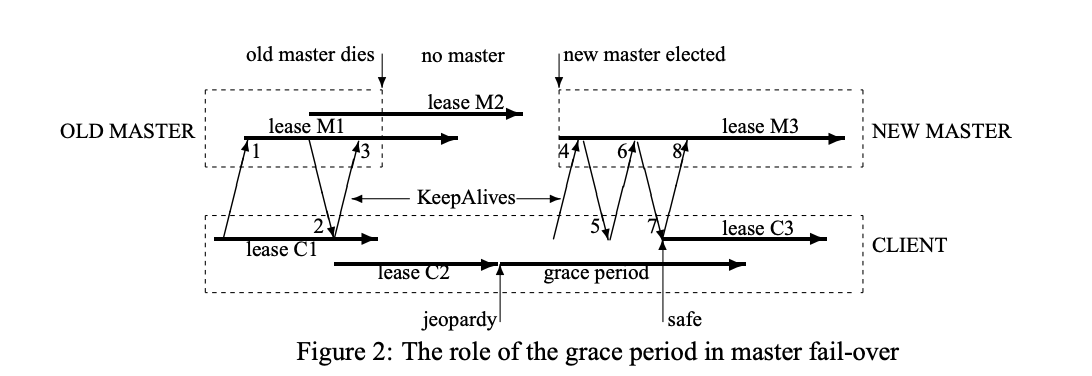 old master dies
no master
new master elected
lease M2
OLD MASTER
lease M1
lease M3
NEW MASTER
1
3
4
6
8
KeepAlives
2
5
7
lease C3
lease C1
CLIENT
lease C2
grace period
jeopardy
safe
Figure 2: The role of the grace period in master fail-over